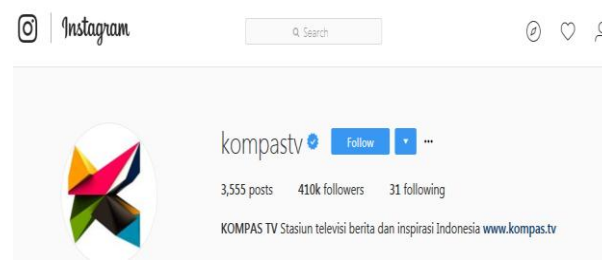 Instagram
Search
kompastv Follow
3,555 posts 410k followers 31 following
KOMPAS TV Stasiun televisi berita dan inspirasi Indonesia www.kompas.tv